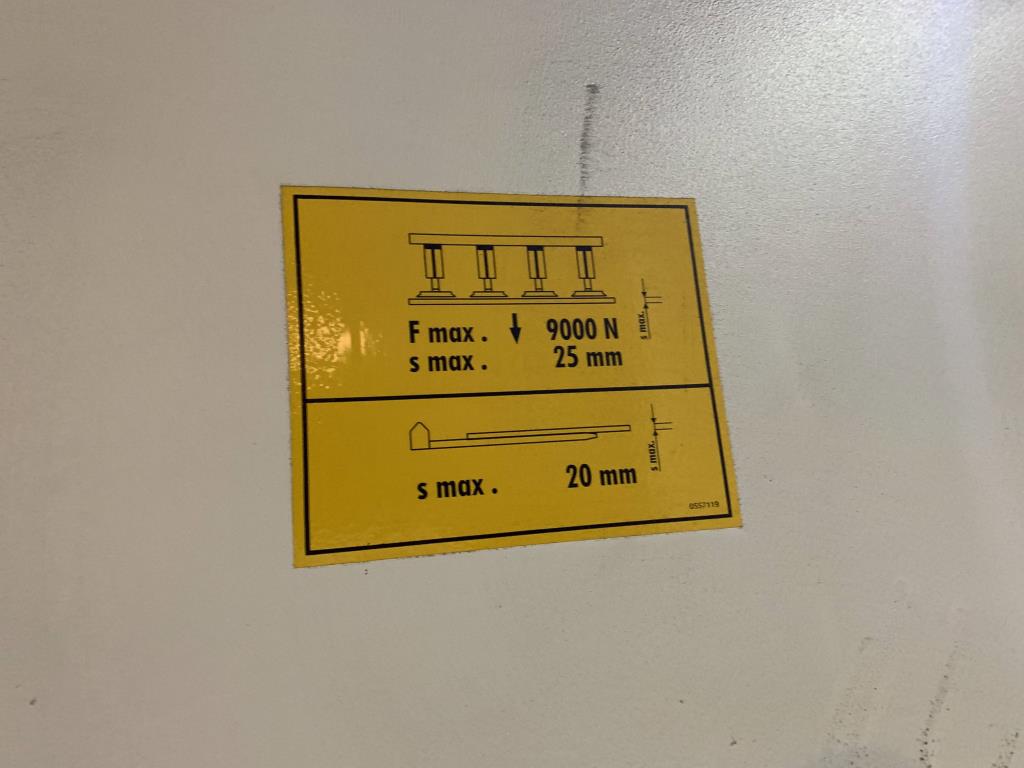 s max.
F max. ↓ 9000 N
s max. 25 mm
s max.
s max. 20 mm
0557119